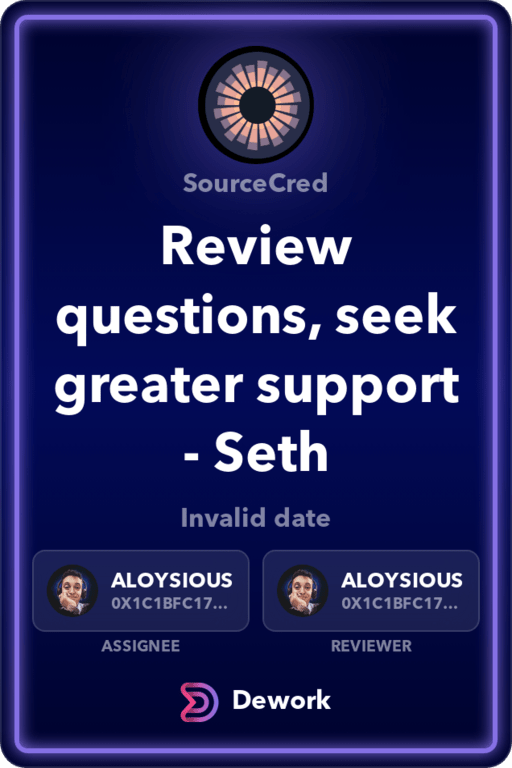 SourceCred
Review
questions, seek
greater support
- Seth
Invalid date
ALOYSIOUS
0X1C1BFC17...
ASSIGNEE
ALOYSIOUS
0X1C1BFC17...
REVIEWER
Dework